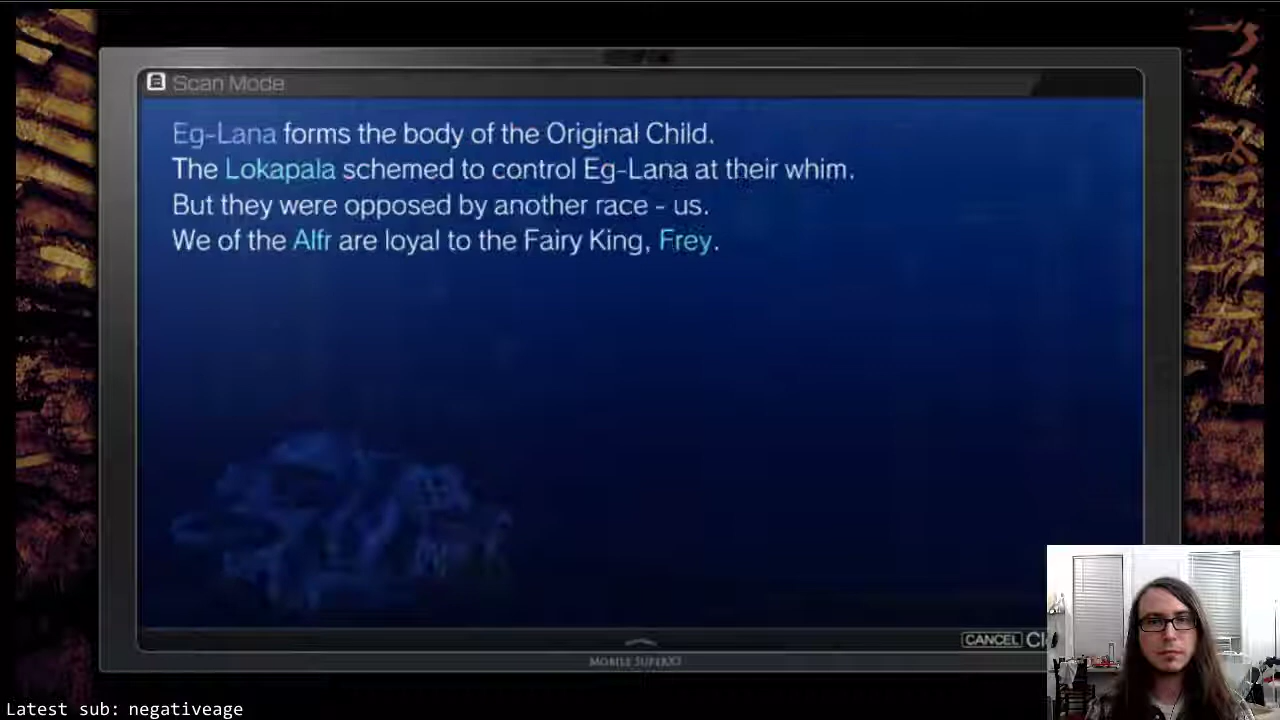 Scan Mode
Eg-Lana forms the body of the Original Child.
The Lokapala schemed to control Eg-Lana at their whim.
But they were opposed by another race - us.
We of the Alfr are loyal to the Fairy King, Frey.
CANCEL
MOBILE SUPERX3
Latest sub: negativeage